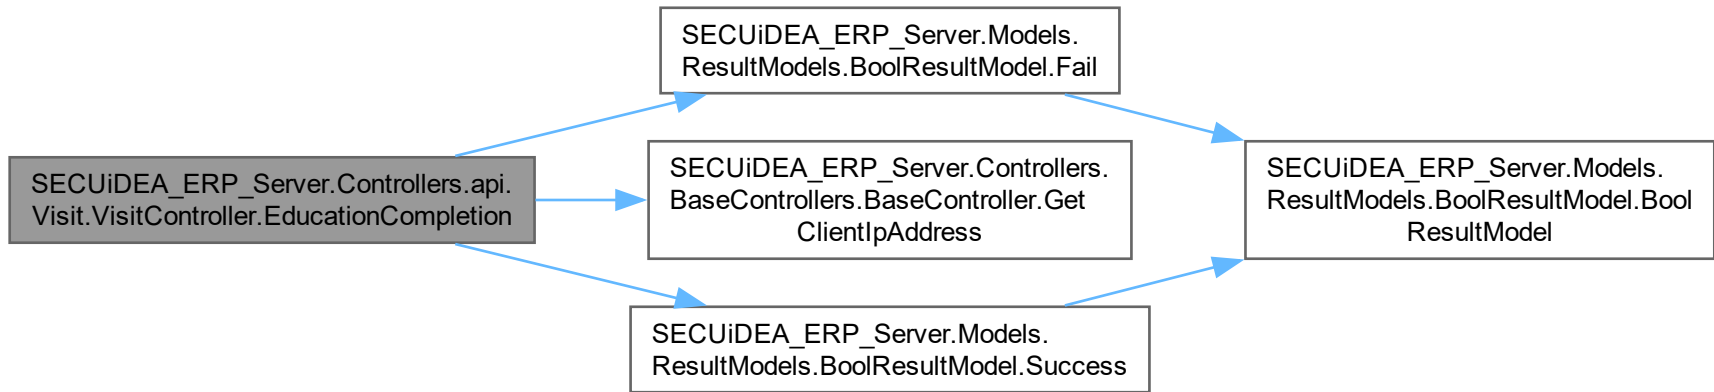 SECUiDEA_ERP_Server.Controllers.api.
Visit.VisitController.EducationCompletion
SECUiDEA_ERP_Server.Models.
ResultModels.BoolResultModel.Fail
SECUiDEA_ERP_Server.Controllers.
BaseControllers.BaseController.Get
ClientIpAddress
SECUiDEA_ERP_Server.Models.
ResultModels.BoolResultModel.Success
SECUiDEA_ERP_Server.Models.
ResultModels.BoolResultModel.Bool
ResultModel